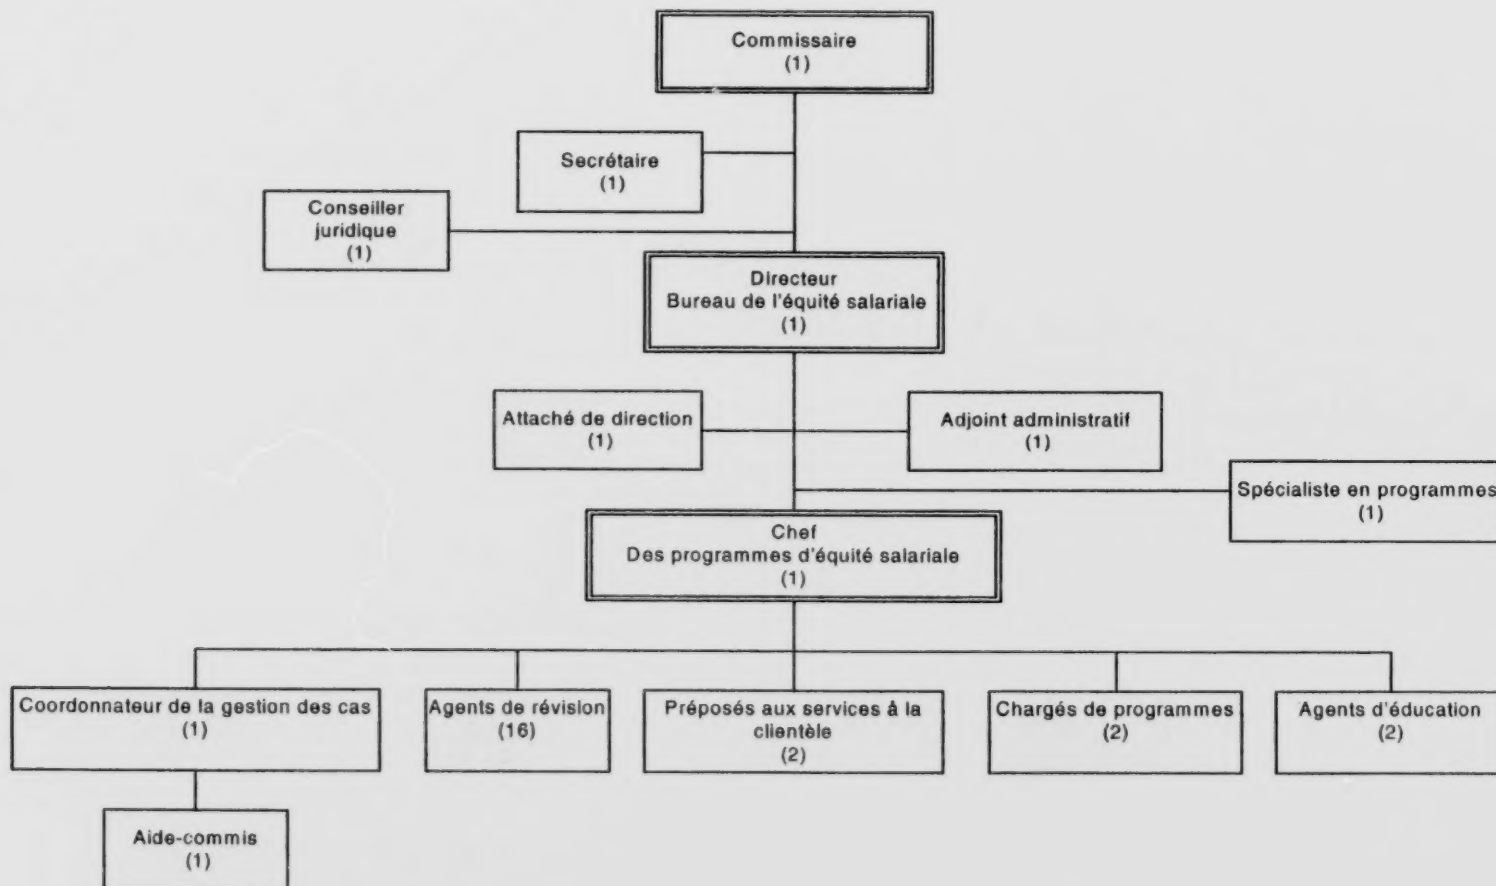 Commissaire
(1)
Secrétaire
(1)
Conseiller
juridique
(1)
Directeur
Bureau de l'équité salariale
(1)
Attaché de direction
(1)
Adjoint administratif
(1)
Spécialiste en programmes
(1)
Chef
Des programmes d'équité salariale
(1)
Coordonnateur de la gestion des cas
(1)
Agents de révision
(16)
Préposés aux services à la
clientèle
(2)
Chargés de programmes
(2)
Agents d'éducation
(2)
Aide-commis
(1)